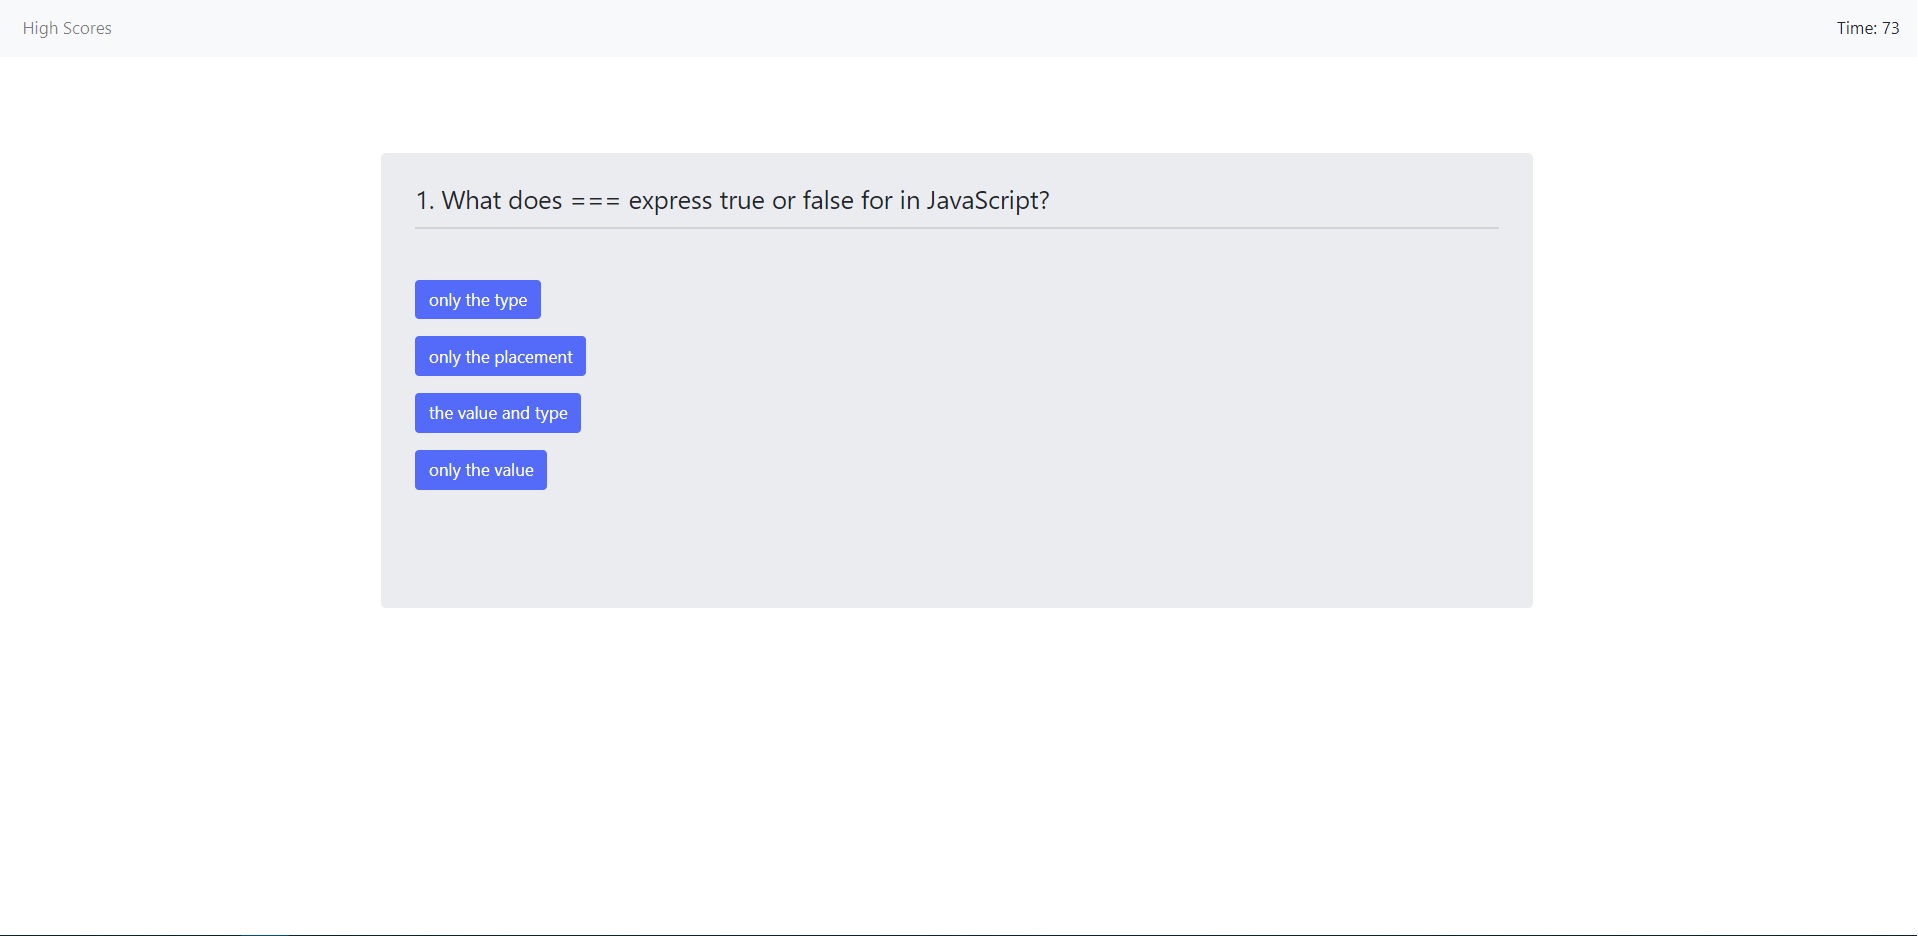 High Scores
Time: 73
1. What does === express true or false for in JavaScript?
only the type
only the placement
the value and type
only the value